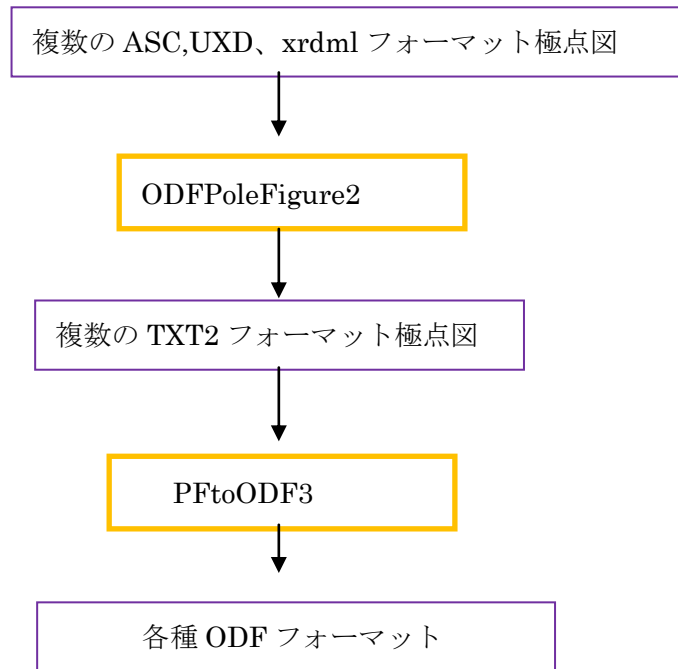 複数の ASC,UXD、xrdml フォーマット極点図
ODFPoleFigure2
複数の TXT2 フォーマット極点図
PFtoODF3
各種 ODF フォーマット